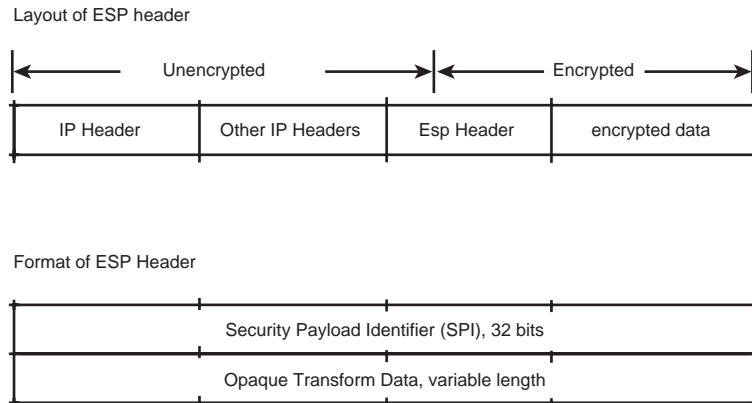 Layout of ESP header
Unencrypted Encrypted
IP Header Other IP Headers Esp Header encrypted data
Format of ESP Header
Security Payload Identifier (SPI), 32 bits
Opaque Transform Data, variable length